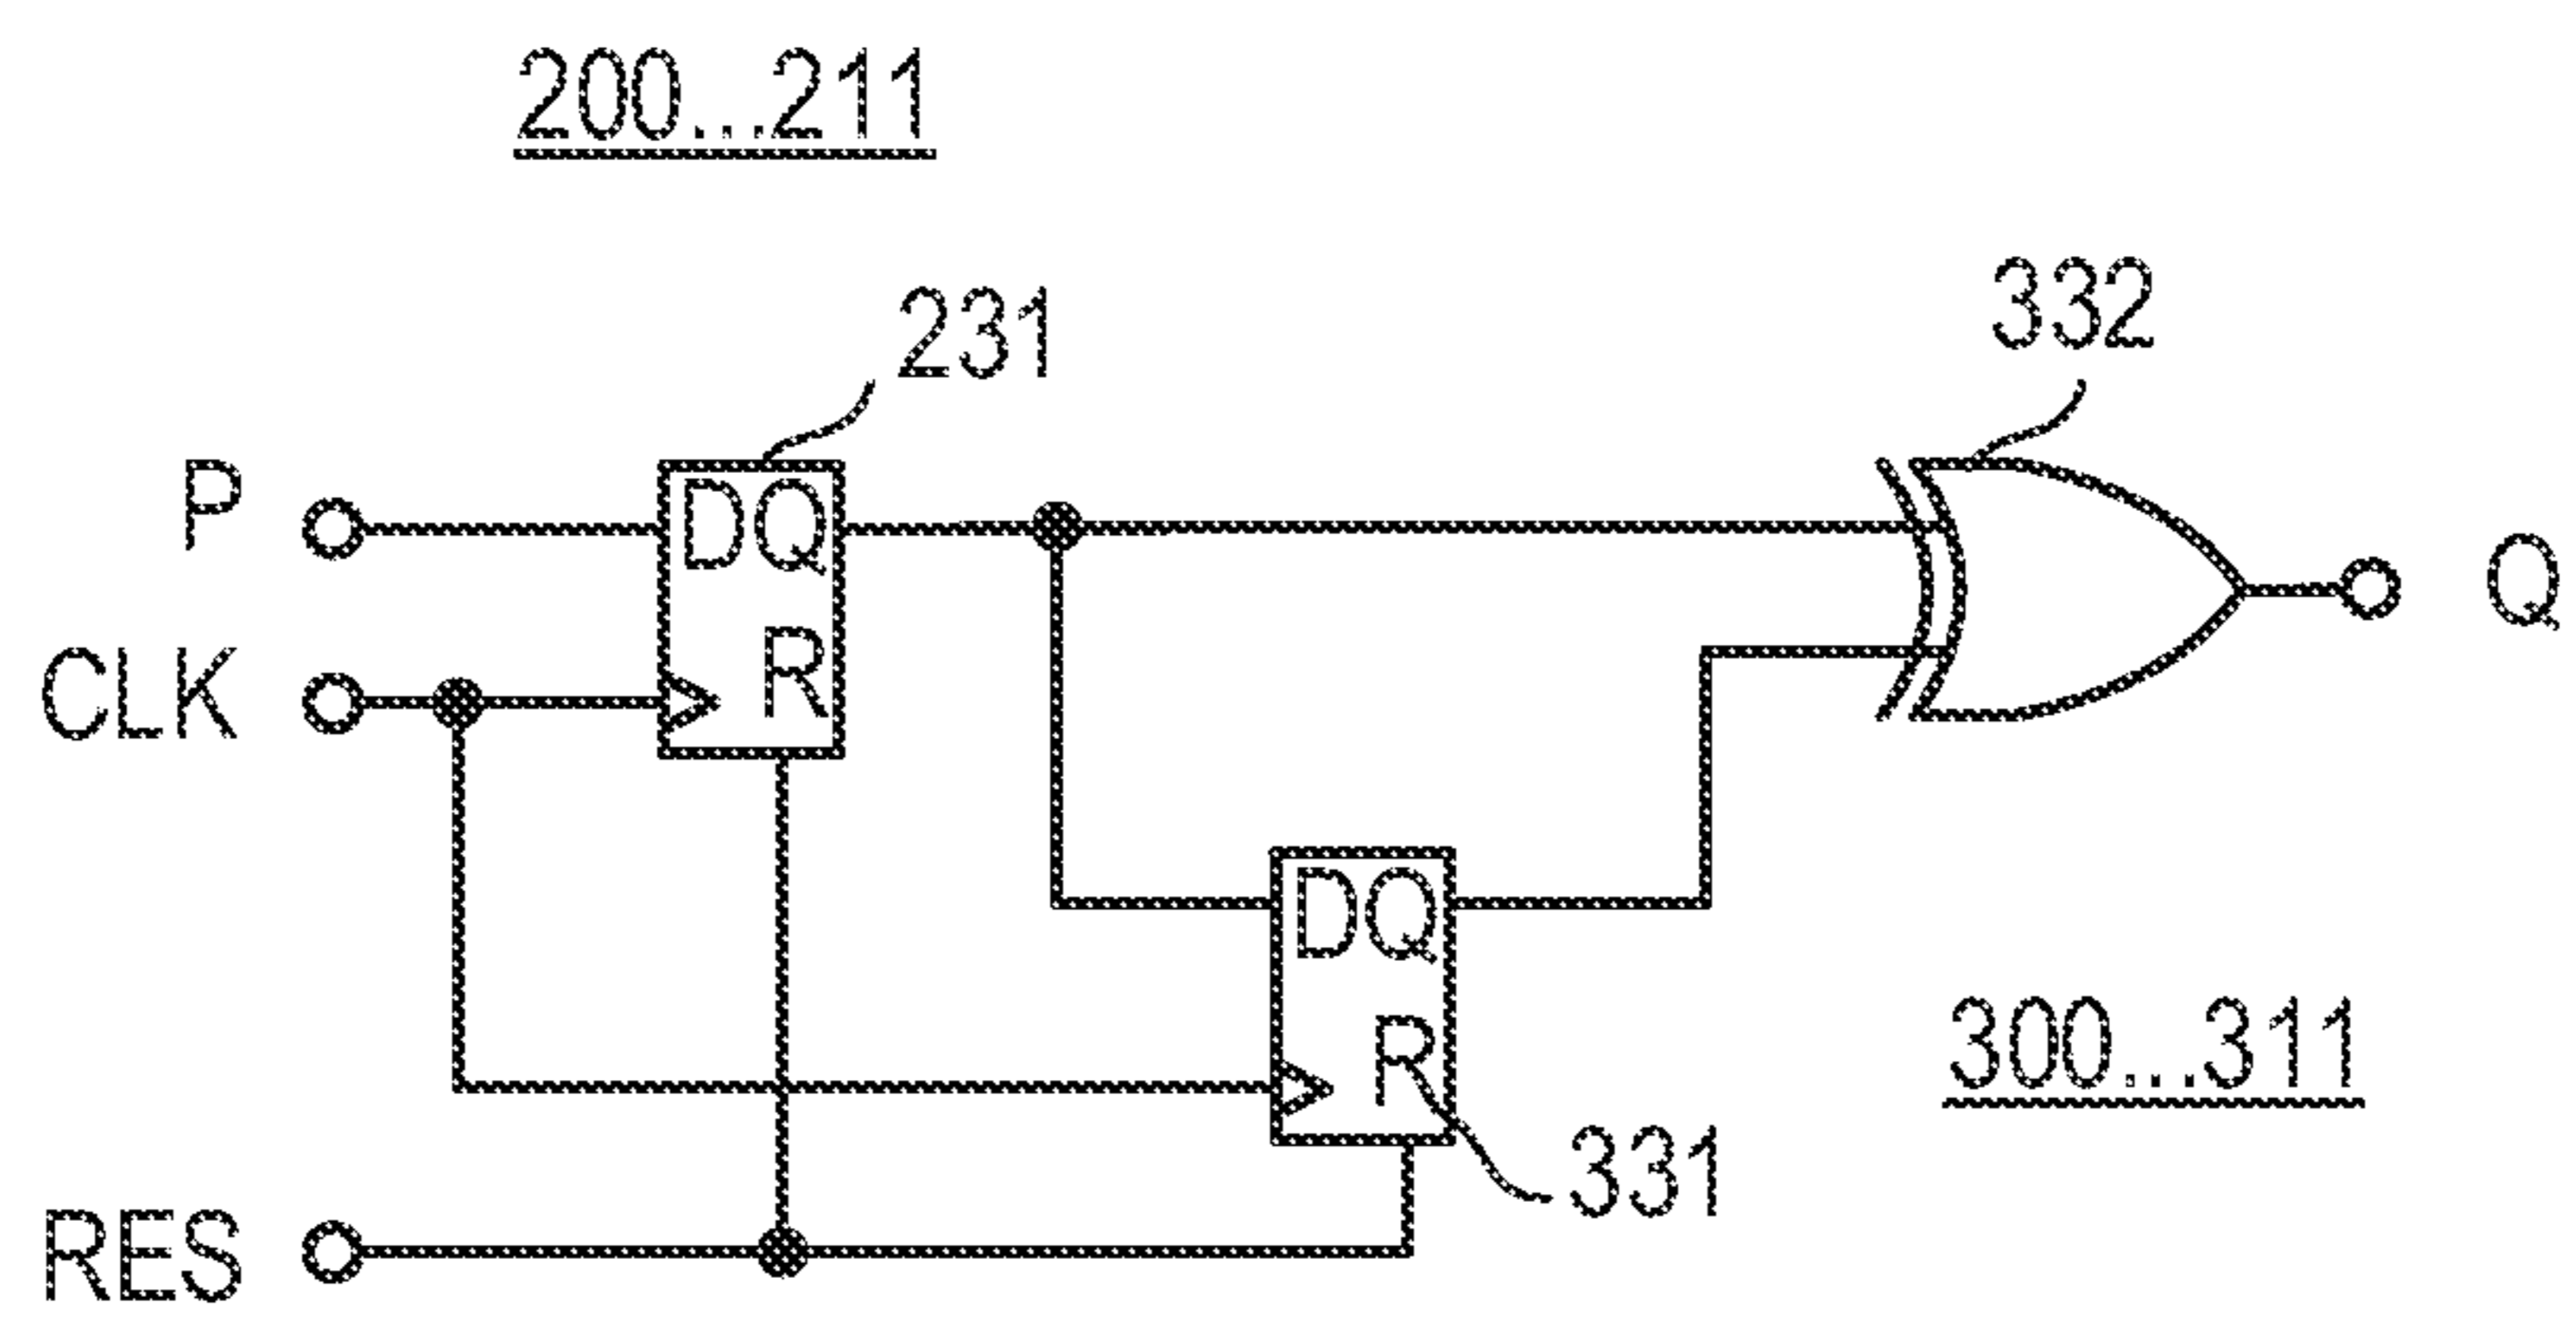 200...211
231
332
P
DQ
Q
CLK
R
DQ
300...311
R
331
RES